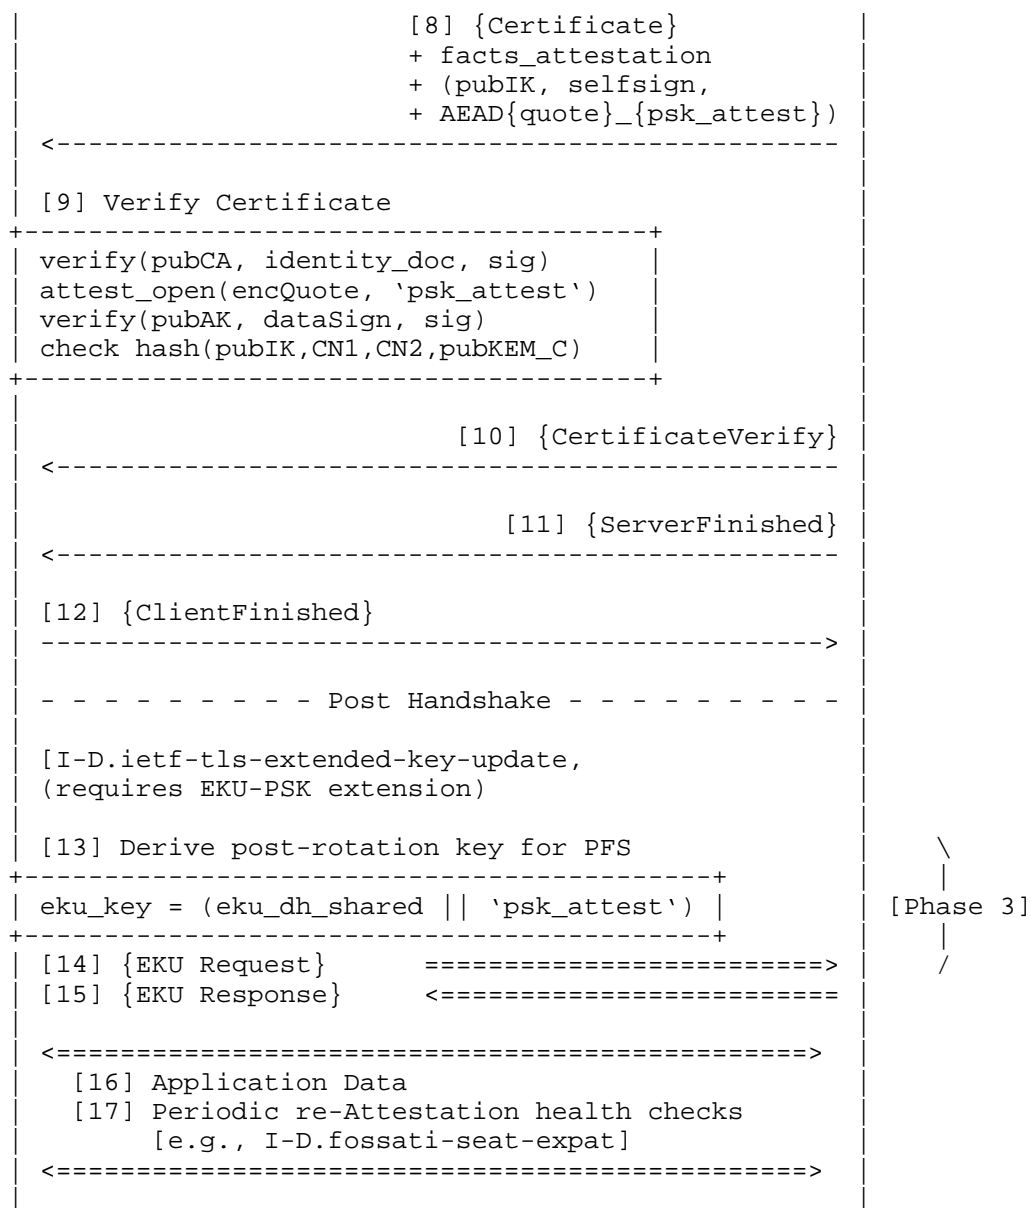 [8] {Certificate}
+ facts_attestation
+ (pubIK, selfsign,
+ AEAD{quote}_{psk_attest})
<-------------------------------------------------
[9] Verify Certificate
verify(pubCA, identity_doc, sig)
attest_open(encQuote, ‘psk_attest‘)
verify(pubAK, dataSign, sig)
check hash(pubIK,CN1,CN2,pubKEM_C)
[10] {CertificateVerify}
<-------------------------------------------------
[11] {ServerFinished}
<-------------------------------------------------
[12] {ClientFinished}
------------------------------------------------->
- - - - - - - - - Post Handshake - - - - - - - - -
[I-D.ietf-tls-extended-key-update,
(requires EKU-PSK extension)
[13] Derive post-rotation key for PFS \
eku_key = (eku_dh_shared || ‘psk_attest‘) | [Phase 3]
[14] {EKU Request} =========================> /
[15] {EKU Response} <=========================
<===============================================>
[16] Application Data
[17] Periodic re-Attestation health checks
[e.g., I-D.fossati-seat-expat]
<===============================================>